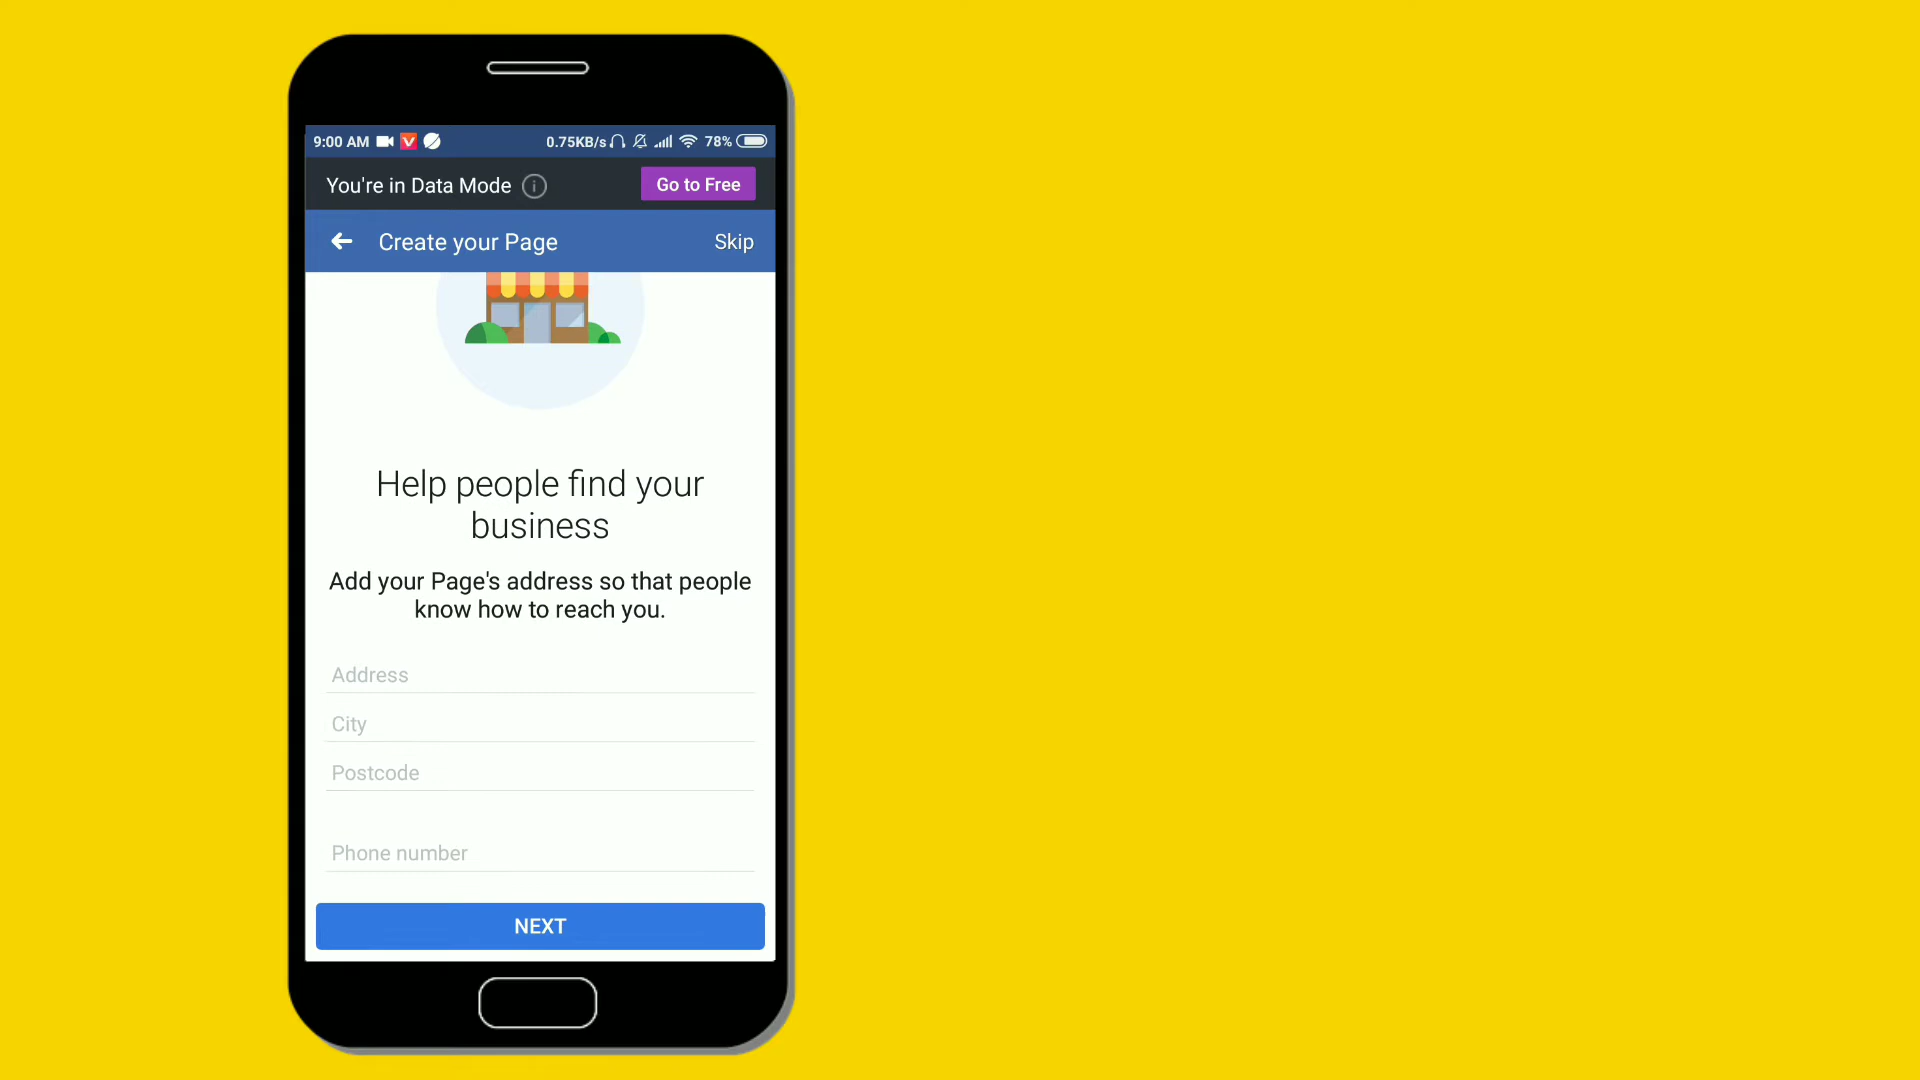 9:00 AM 0.75KB/s 78%
You're in Data Mode Go to Free
Create your Page Skip
Help people find your
business
Add your Page's address so that people
know how to reach you.
Address
City
Postcode
Phone number
NEXT